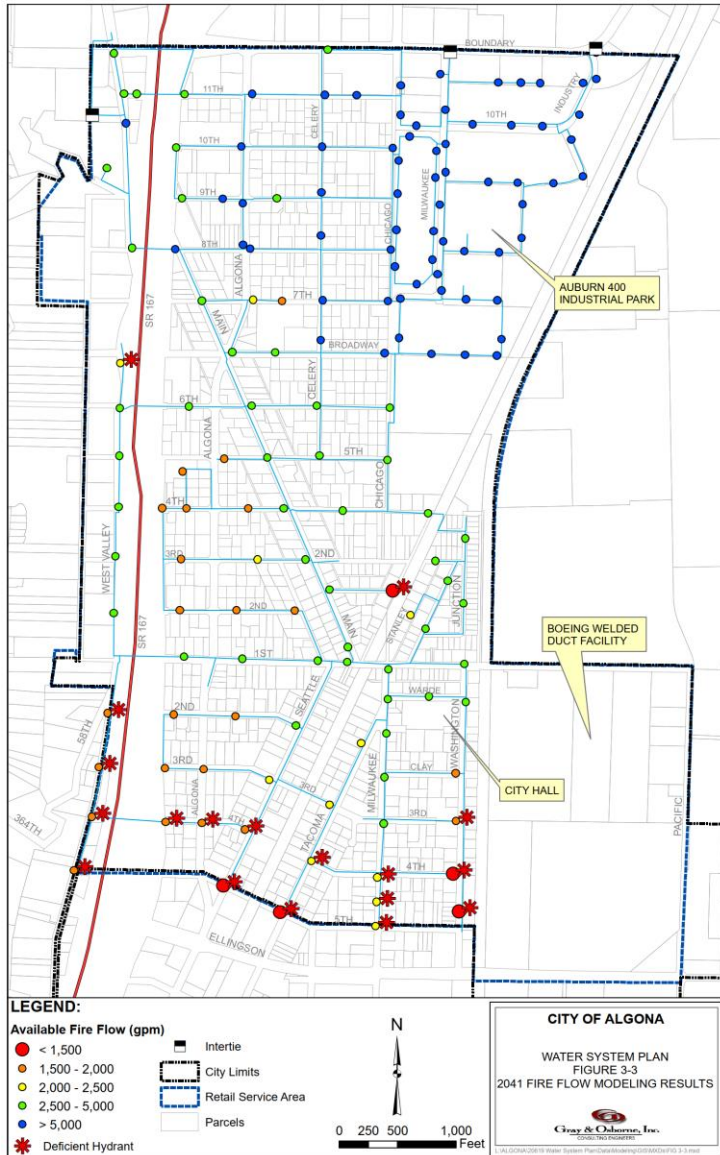 BOUNDARY
11TH
CELERY
INDUSTRY
10TH
10TH
MILWAUKEE
9TH
CHICAGO
8TH
ALGONA
AUBURN 400
INDUSTRIAL PARK
SR 167
7TH
MAIN
BROADWAY
CELERY
6TH
ALGONA
5TH
CHICAGO
4TH
WEST VALLEY
3RD
2ND
JUNCTION
STANLEY
2ND
MAIN
SR 167
BOEING WELDED
DUCT FACILITY
1ST
SEATTLE
WARDE
WASHINGTON
58TH
2ND
CITY HALL
3RD
3RD
MILWAUKEE
CLAY
PACIFIC
ALGONA
TACOMA
3RD
364TH
4TH
4TH
5TH
ELLINGSON
LEGEND:
Available Fire Flow (gpm)
< 1,500
1,500 - 2,000
2,000 - 2,500
2,500 - 5,000
> 5,000
Deficient Hydrant
Intertie
City Limits
Retail Service Area
Parcels
N
0 250 500 1,000
Feet
CITY OF ALGONA
WATER SYSTEM PLAN
FIGURE 3-3
2041 FIRE FLOW MODELING RESULTS
Gray & Osborne, Inc.
CONSULTING ENGINEERS